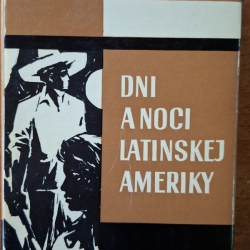 DNI
A NOCI
LATINSKEJ
AMERIKY